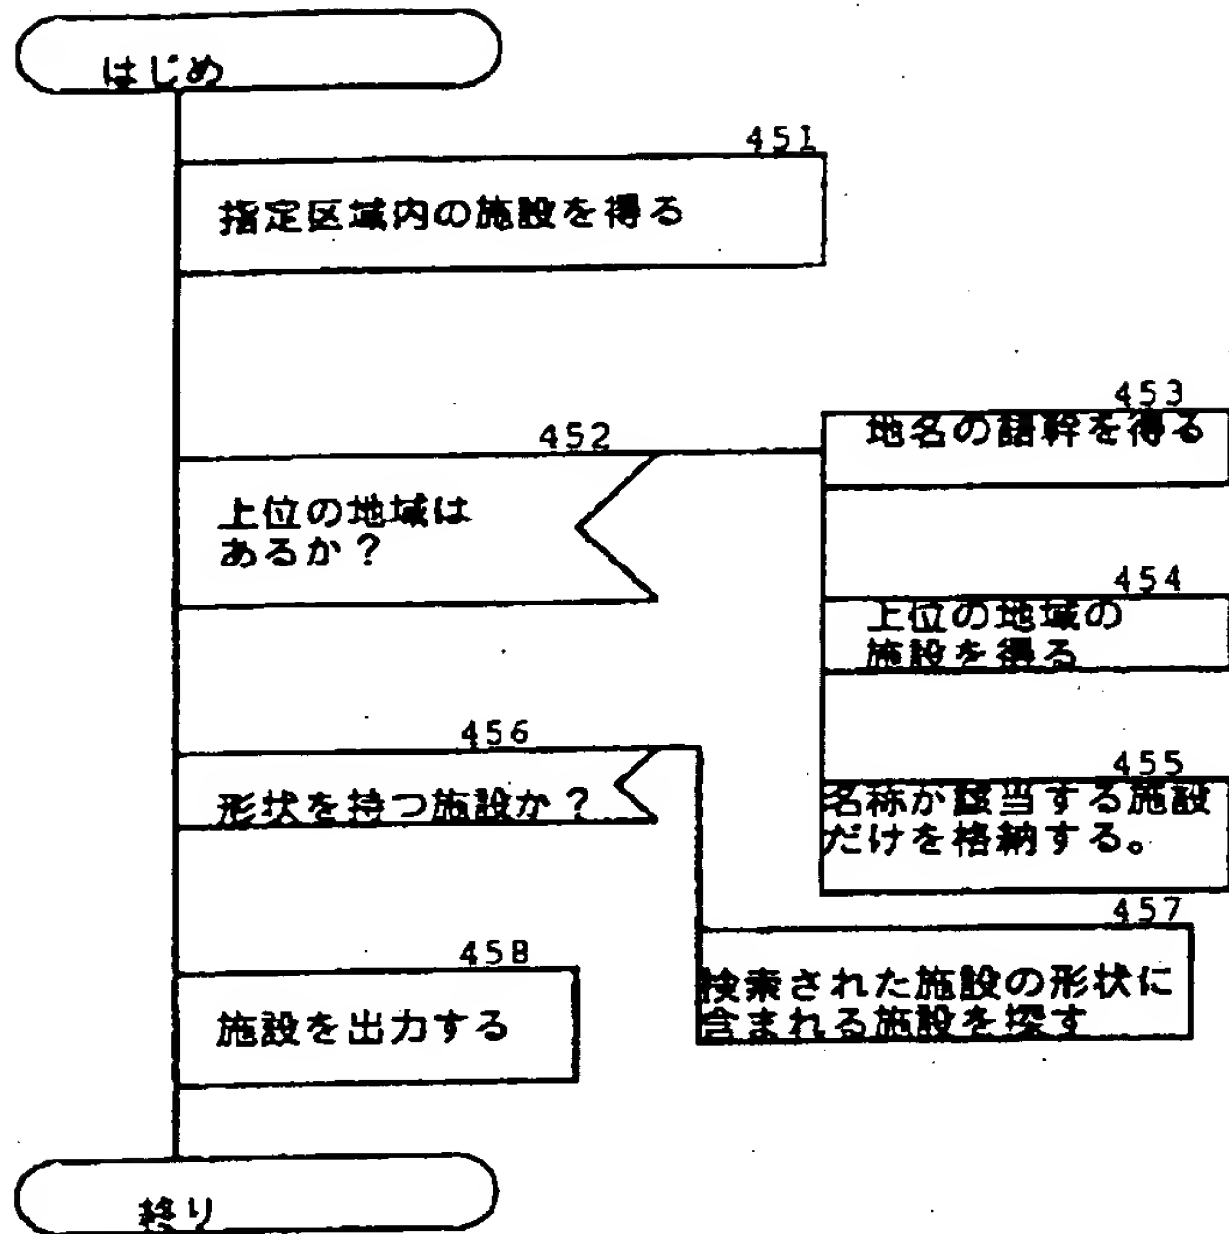 はじめ
451
指定区域内の施設を得る
452
上位の地域は
あるか？
453
地名の語幹を得る
454
上位の地域の
施設を得る
455
名称が該当する施設
だけを格納する。
456
形状を持つ施設か？
457
検索された施設の形状に
含まれる施設を探す
458
施設を出力する
終り